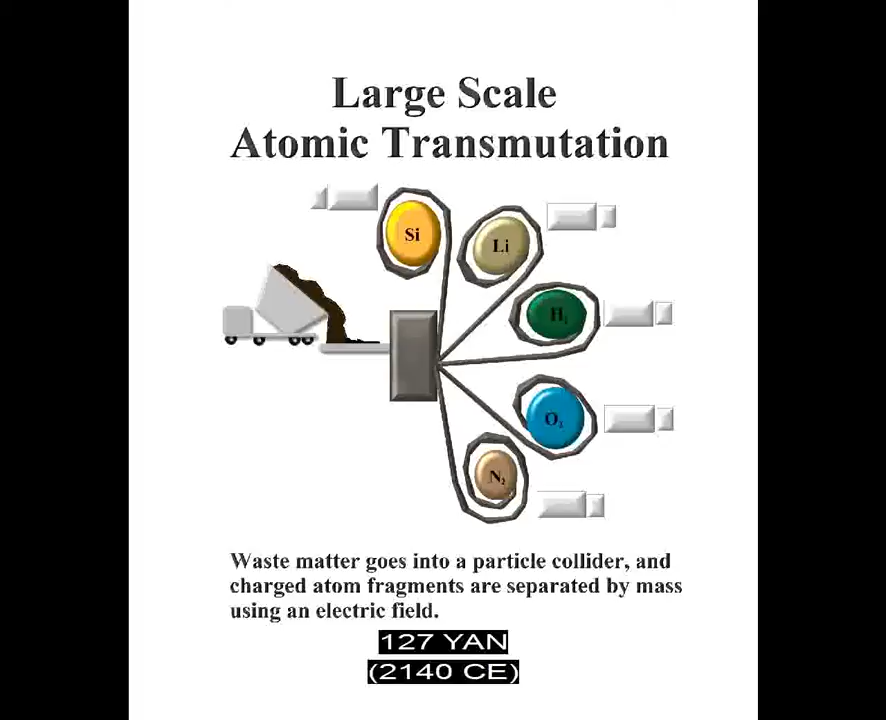 Large Scale
Atomic Transmutation
Si
Li
H₂
O₂
N₂
Waste matter goes into a particle collider, and
charged atom fragments are separated by mass
using an electric field.
127 YAN
(2140 CE)